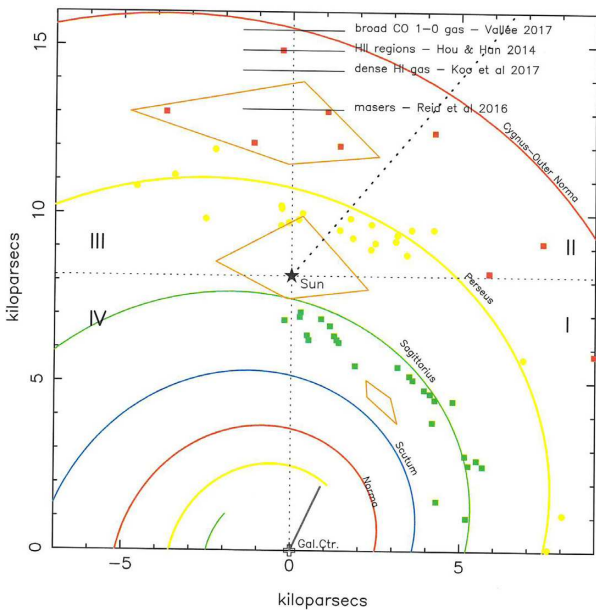 15
broad CO 1-0 gas - Vallée 2017
HII regions - Hou & Han 2014
dense HI gas - Koo et al 2017
masers - Reid et al 2016
Cygnus-Outer Norma
10
III
II
Sun
Perseus
kiloparsecs
IV
I
Sagittarius
5
Scutum
Norma
0
Gal.Ctr.
-5
0
5
kiloparsecs